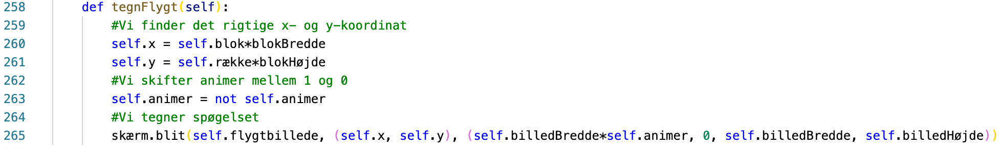 258 def tegnFlygt(self):
259 #Vi finder det rigtige x- og y-koordinat
260 self.x = self.blok*blokBredde
261 self.y = self.række*blokHøjde
262 #Vi skifter animer mellem 1 og 0
263 self.animer = not self.animer
264 #Vi tegner spøgelset
265 skærm.blit(self.flygtbillede, (self.x, self.y), (self.billedBredde*self.animer, 0, self.billedBredde, self.billedHøjde))